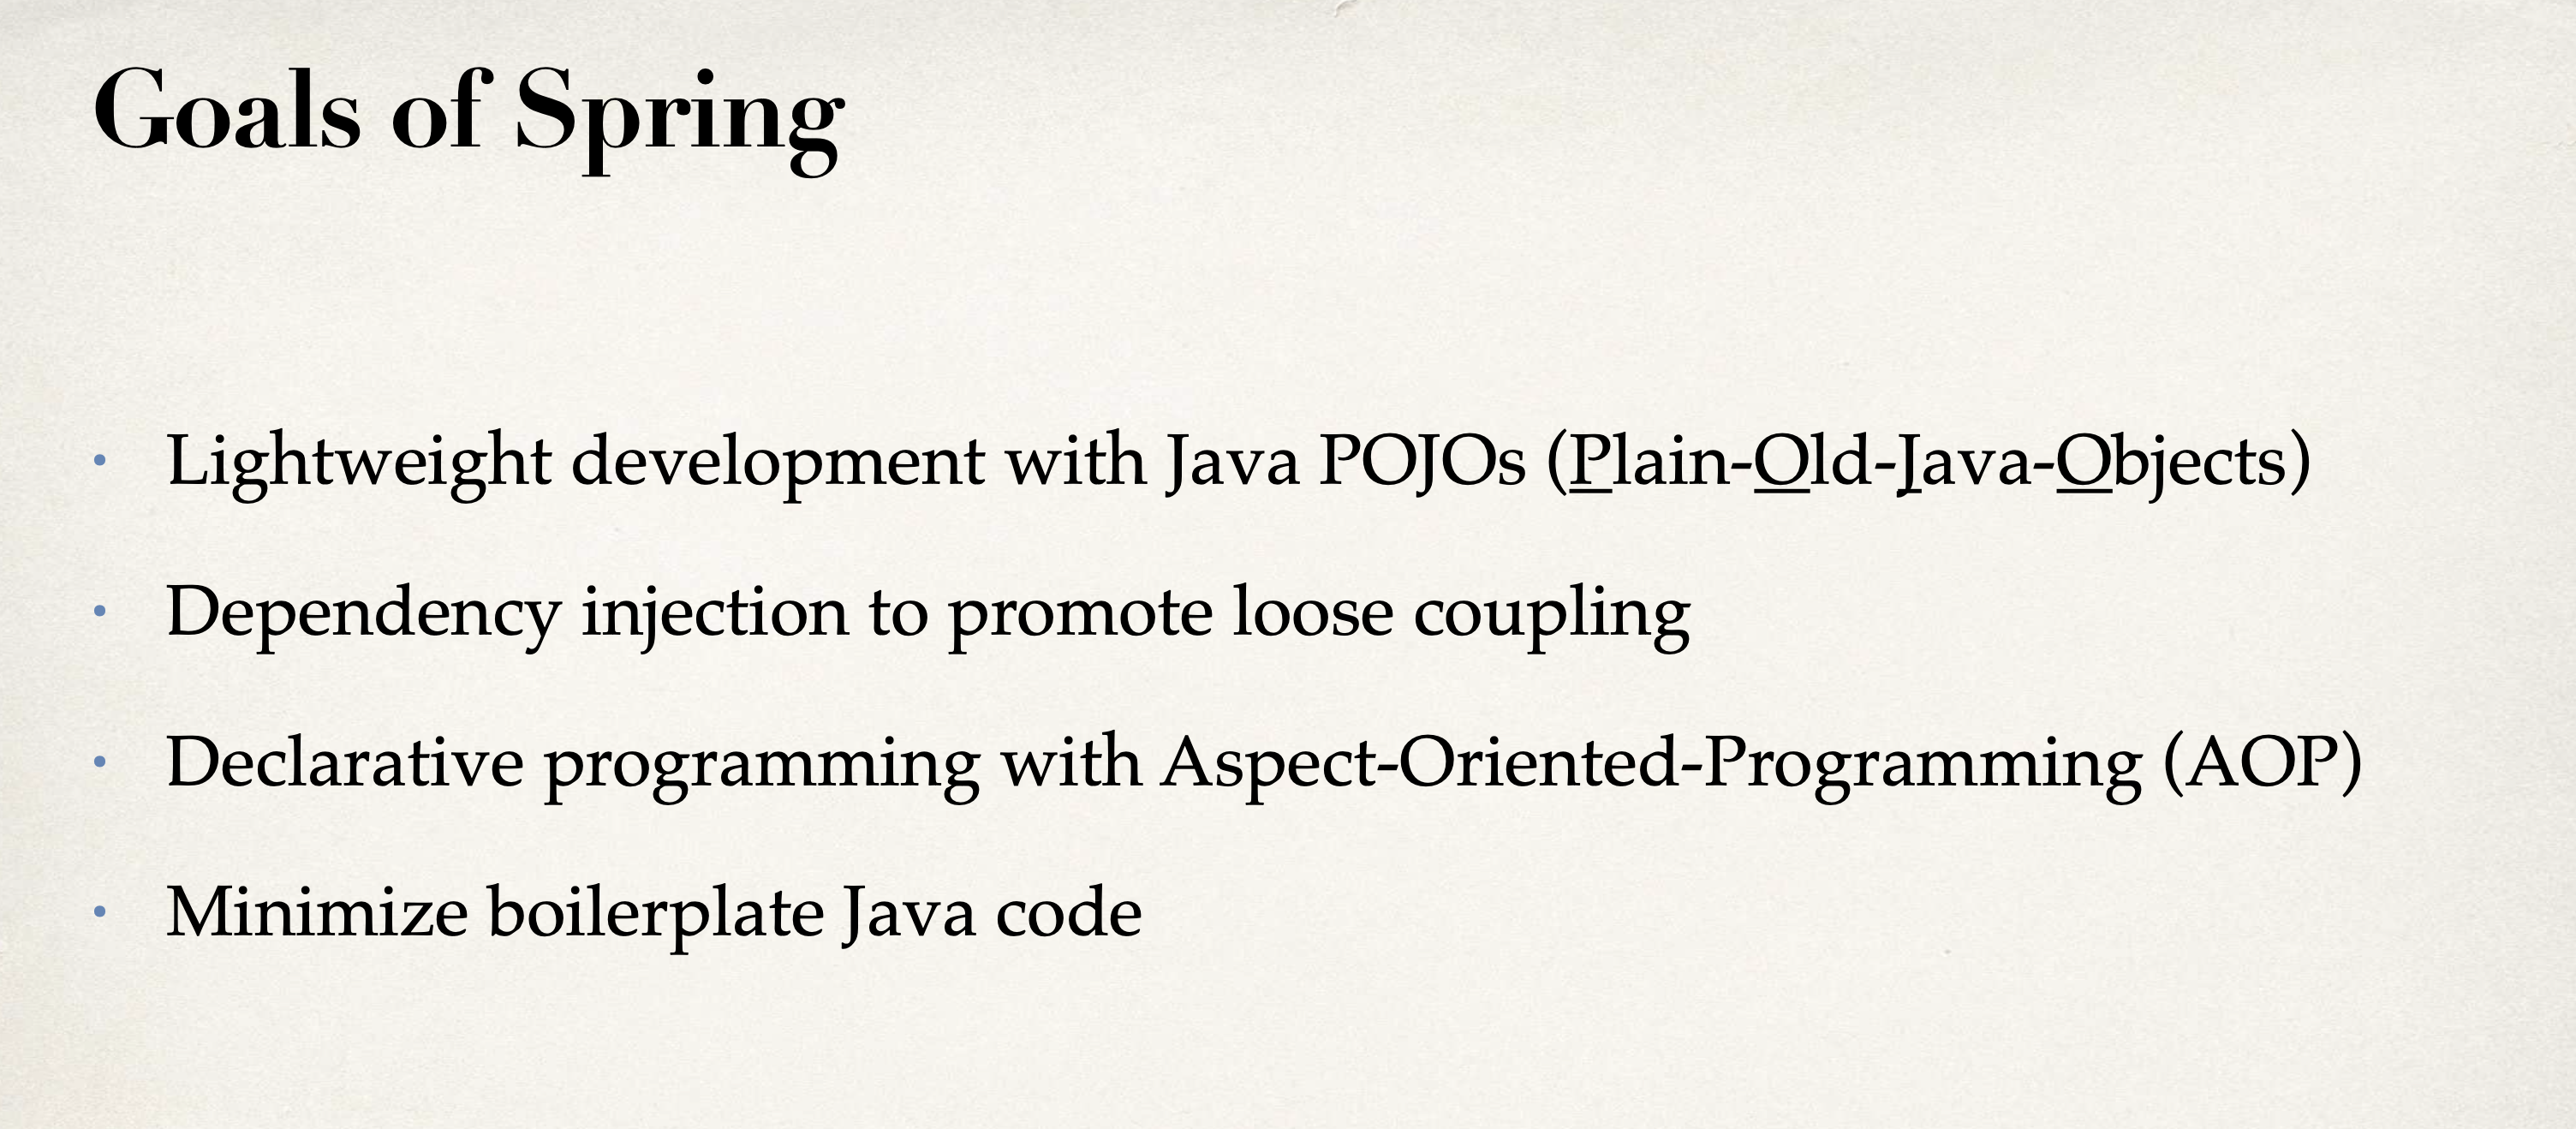 Goals of Spring
• Lightweight development with Java POJOs (Plain-Old-Java-Objects)
• Dependency injection to promote loose coupling
• Declarative programming with Aspect-Oriented-Programming (AOP)
• Minimize boilerplate Java code